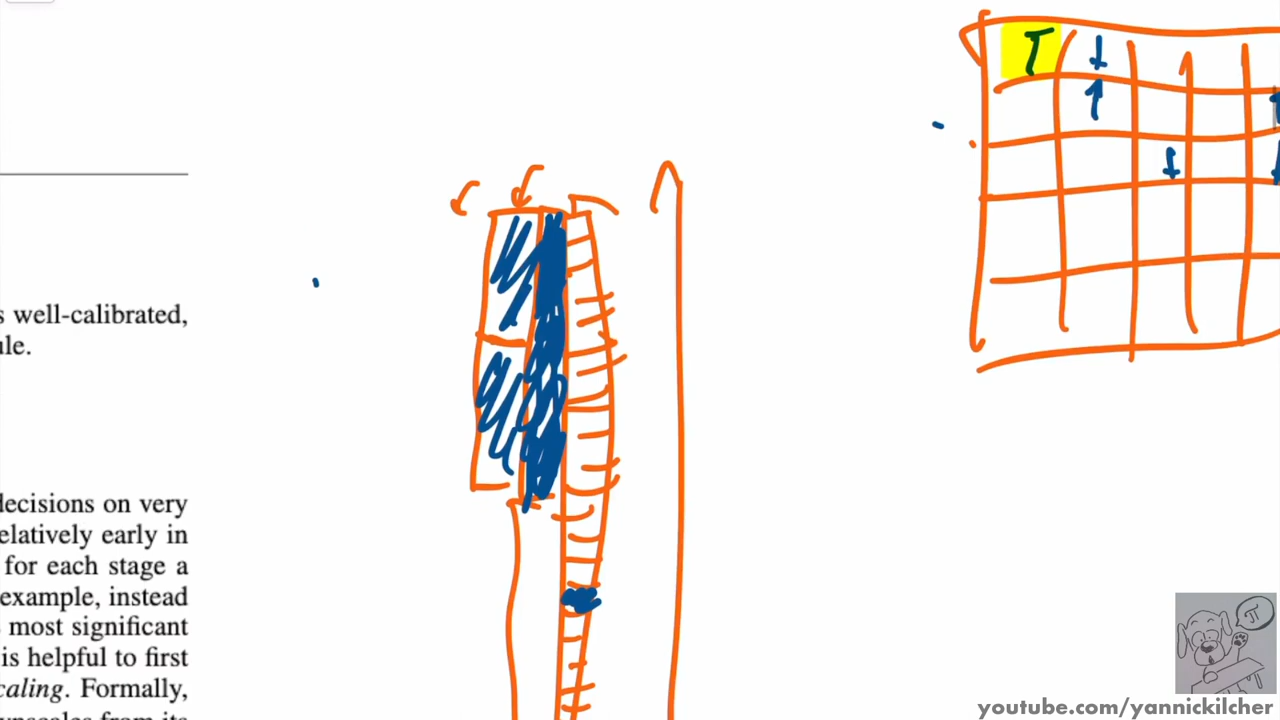 s well-calibrated,
ule.
decisions on very
elatively early in
for each stage a
example, instead
most significant
is helpful to first
caling. Formally,
T
π
youtube.com/yannickilcher